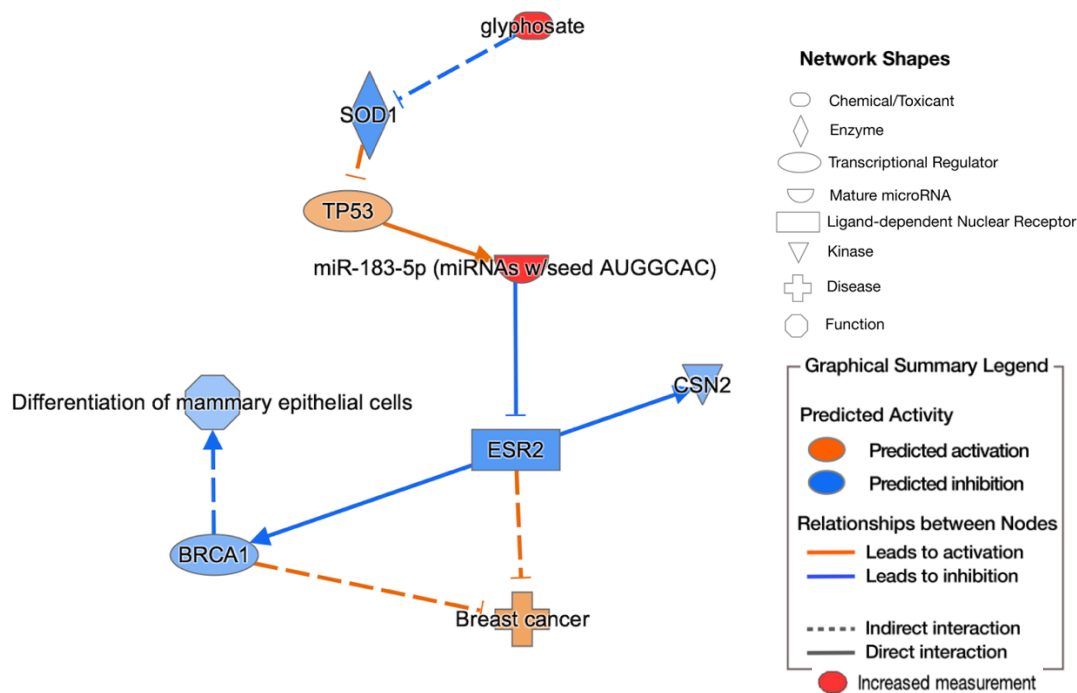 glyphosate
SOD1
TP53
miR-183-5p (miRNAs w/seed AUGGCAC)
CSN2
Differentiation of mammary epithelial cells
ESR2
BRCA1
Breast cancer
Network Shapes
Chemical/Toxicant
Enzyme
Transcriptional Regulator
Mature microRNA
Ligand-dependent Nuclear Receptor
Kinase
Disease
Function
Graphical Summary Legend
Predicted Activity
Predicted activation
Predicted inhibition
Relationships between Nodes
Leads to activation
Leads to inhibition
Indirect interaction
Direct interaction
Increased measurement